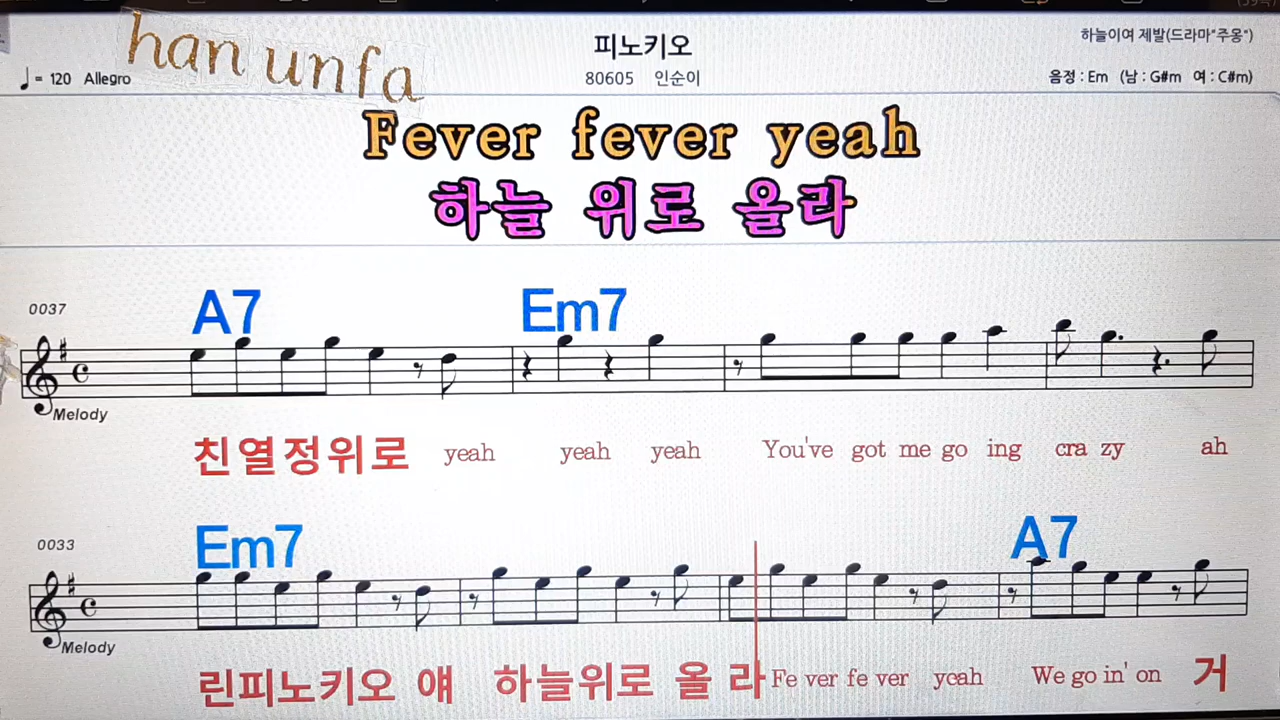 han unfa
피노키오
하늘이여 제발(드라마"주몽")
= 120 Allegro
80605 인순이
음정 : Em (남 : G#m 여 : C#m)
Fever fever yeah
하늘 위로 올라
0037
A7 Em7
Melody
친열정위로 yeah yeah yeah You've got me go ing cra zy ah
0033
Em7 A7
Melody
린피노키오 얘 하늘위로 올 라 Fe ver fe ver yeah We go in' on 거